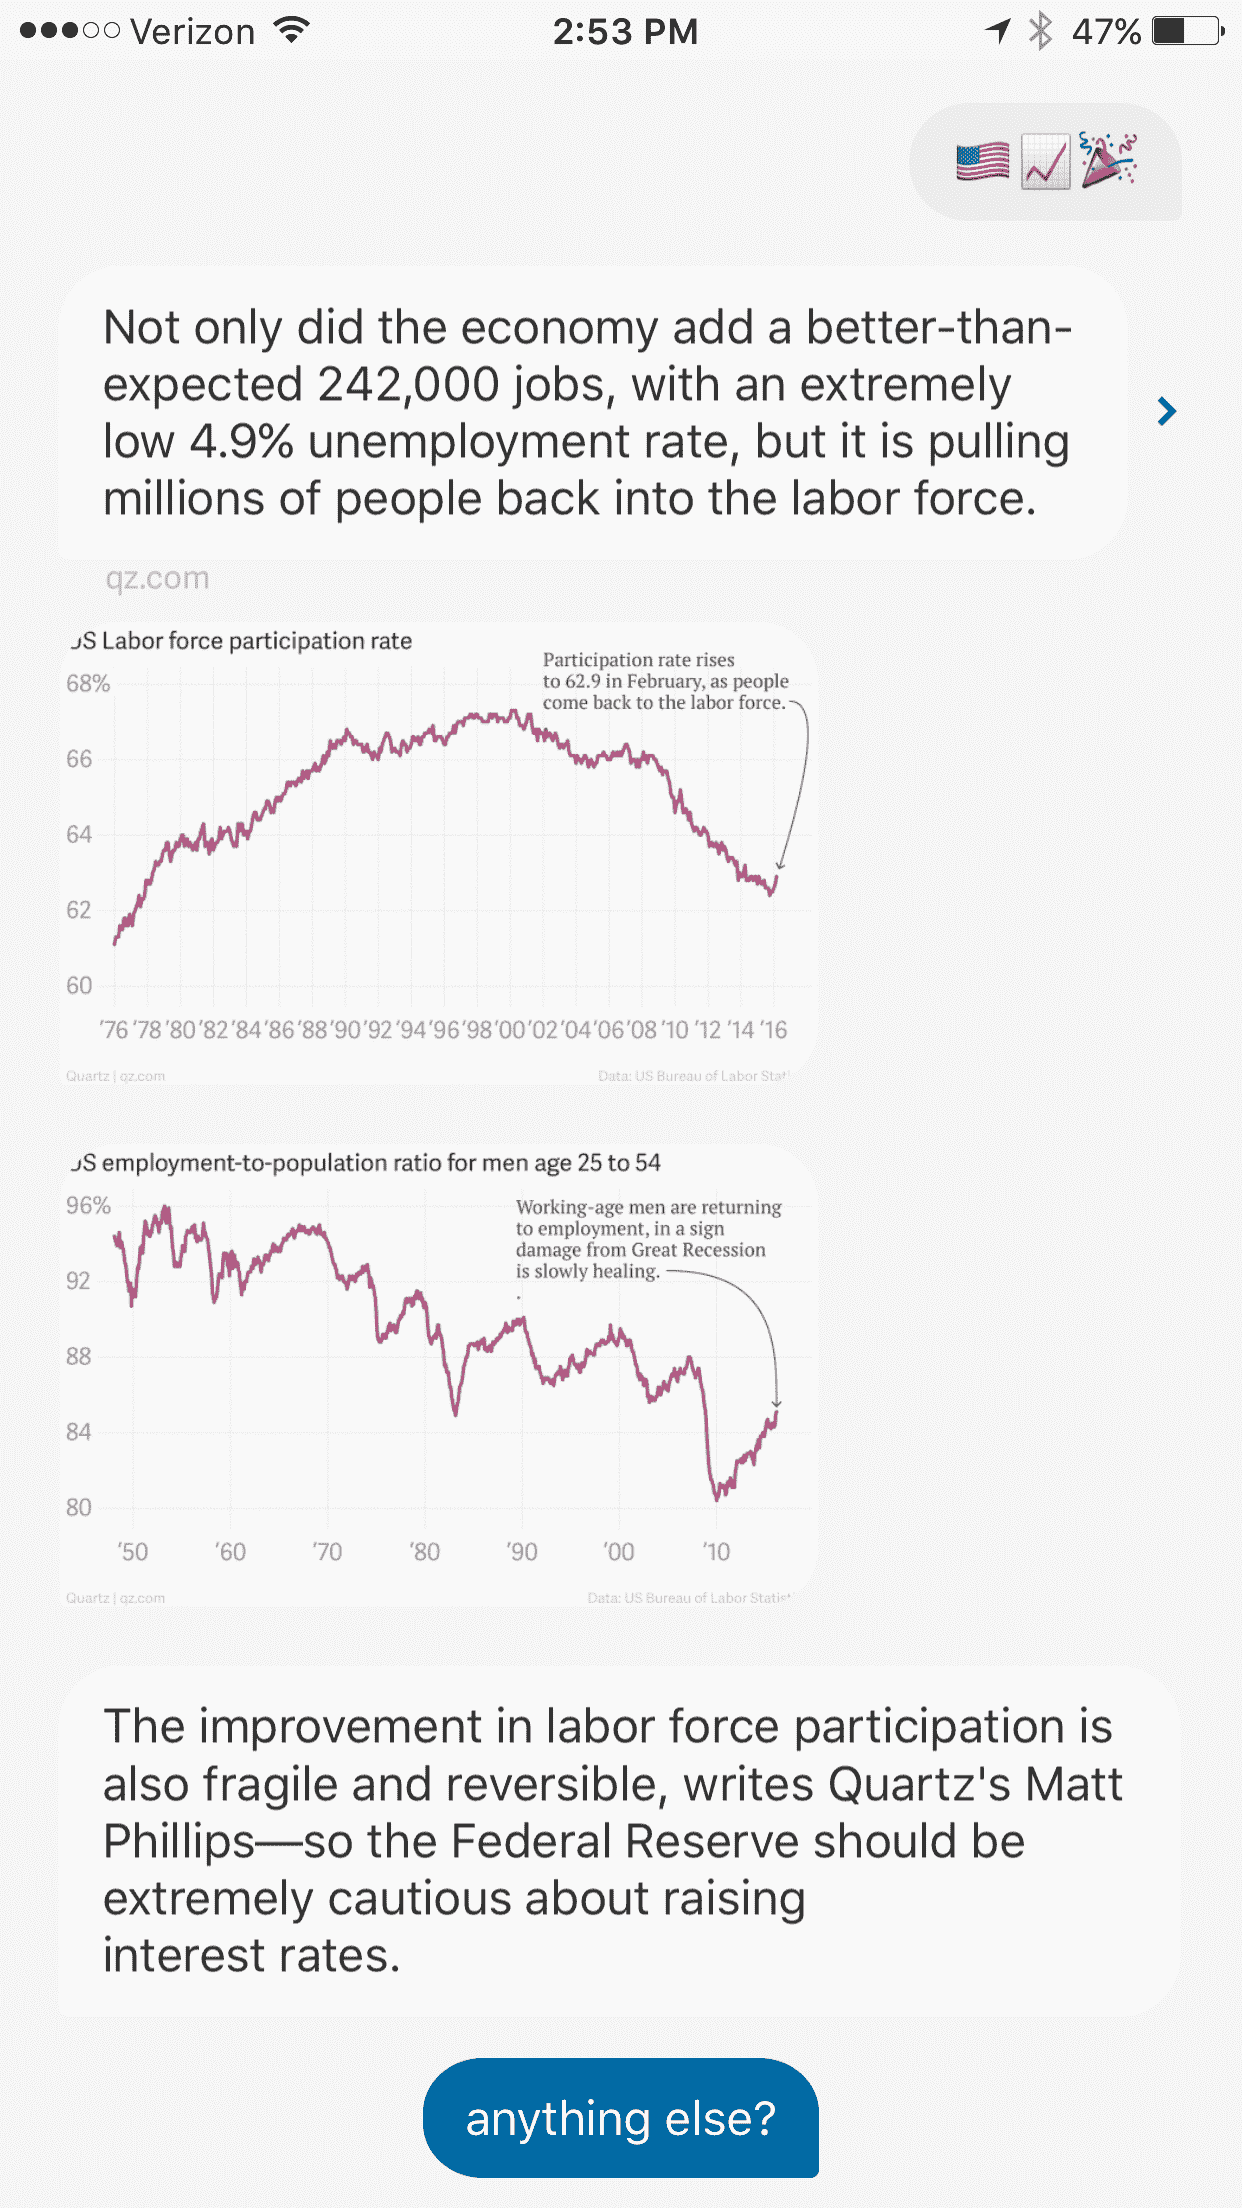 Verizon 2:53 PM 47%
Not only did the economy add a better-than-
expected 242,000 jobs, with an extremely
low 4.9% unemployment rate, but it is pulling
millions of people back into the labor force.
qz.com
US Labor force participation rate
Participation rate rises
to 62.9 in February, as people
come back to the labor force.
68%
66
64
62
60
'76 '78 '80 '82 '84 '86 '88 '90 '92 '94 '96 '98 '00 '02 '04 '06 '08 '10 '12 '14 '16
Quartz | qz.com Data: US Bureau of Labor Stat
US employment-to-population ratio for men age 25 to 54
Working-age men are returning
to employment, in a sign
damage from Great Recession
is slowly healing.
96%
92
88
84
80
'50 '60 '70 '80 '90 '00 '10
Quartz | qz.com Data: US Bureau of Labor Statist
The improvement in labor force participation is
also fragile and reversible, writes Quartz's Matt
Phillips—so the Federal Reserve should be
extremely cautious about raising
interest rates.
anything else?